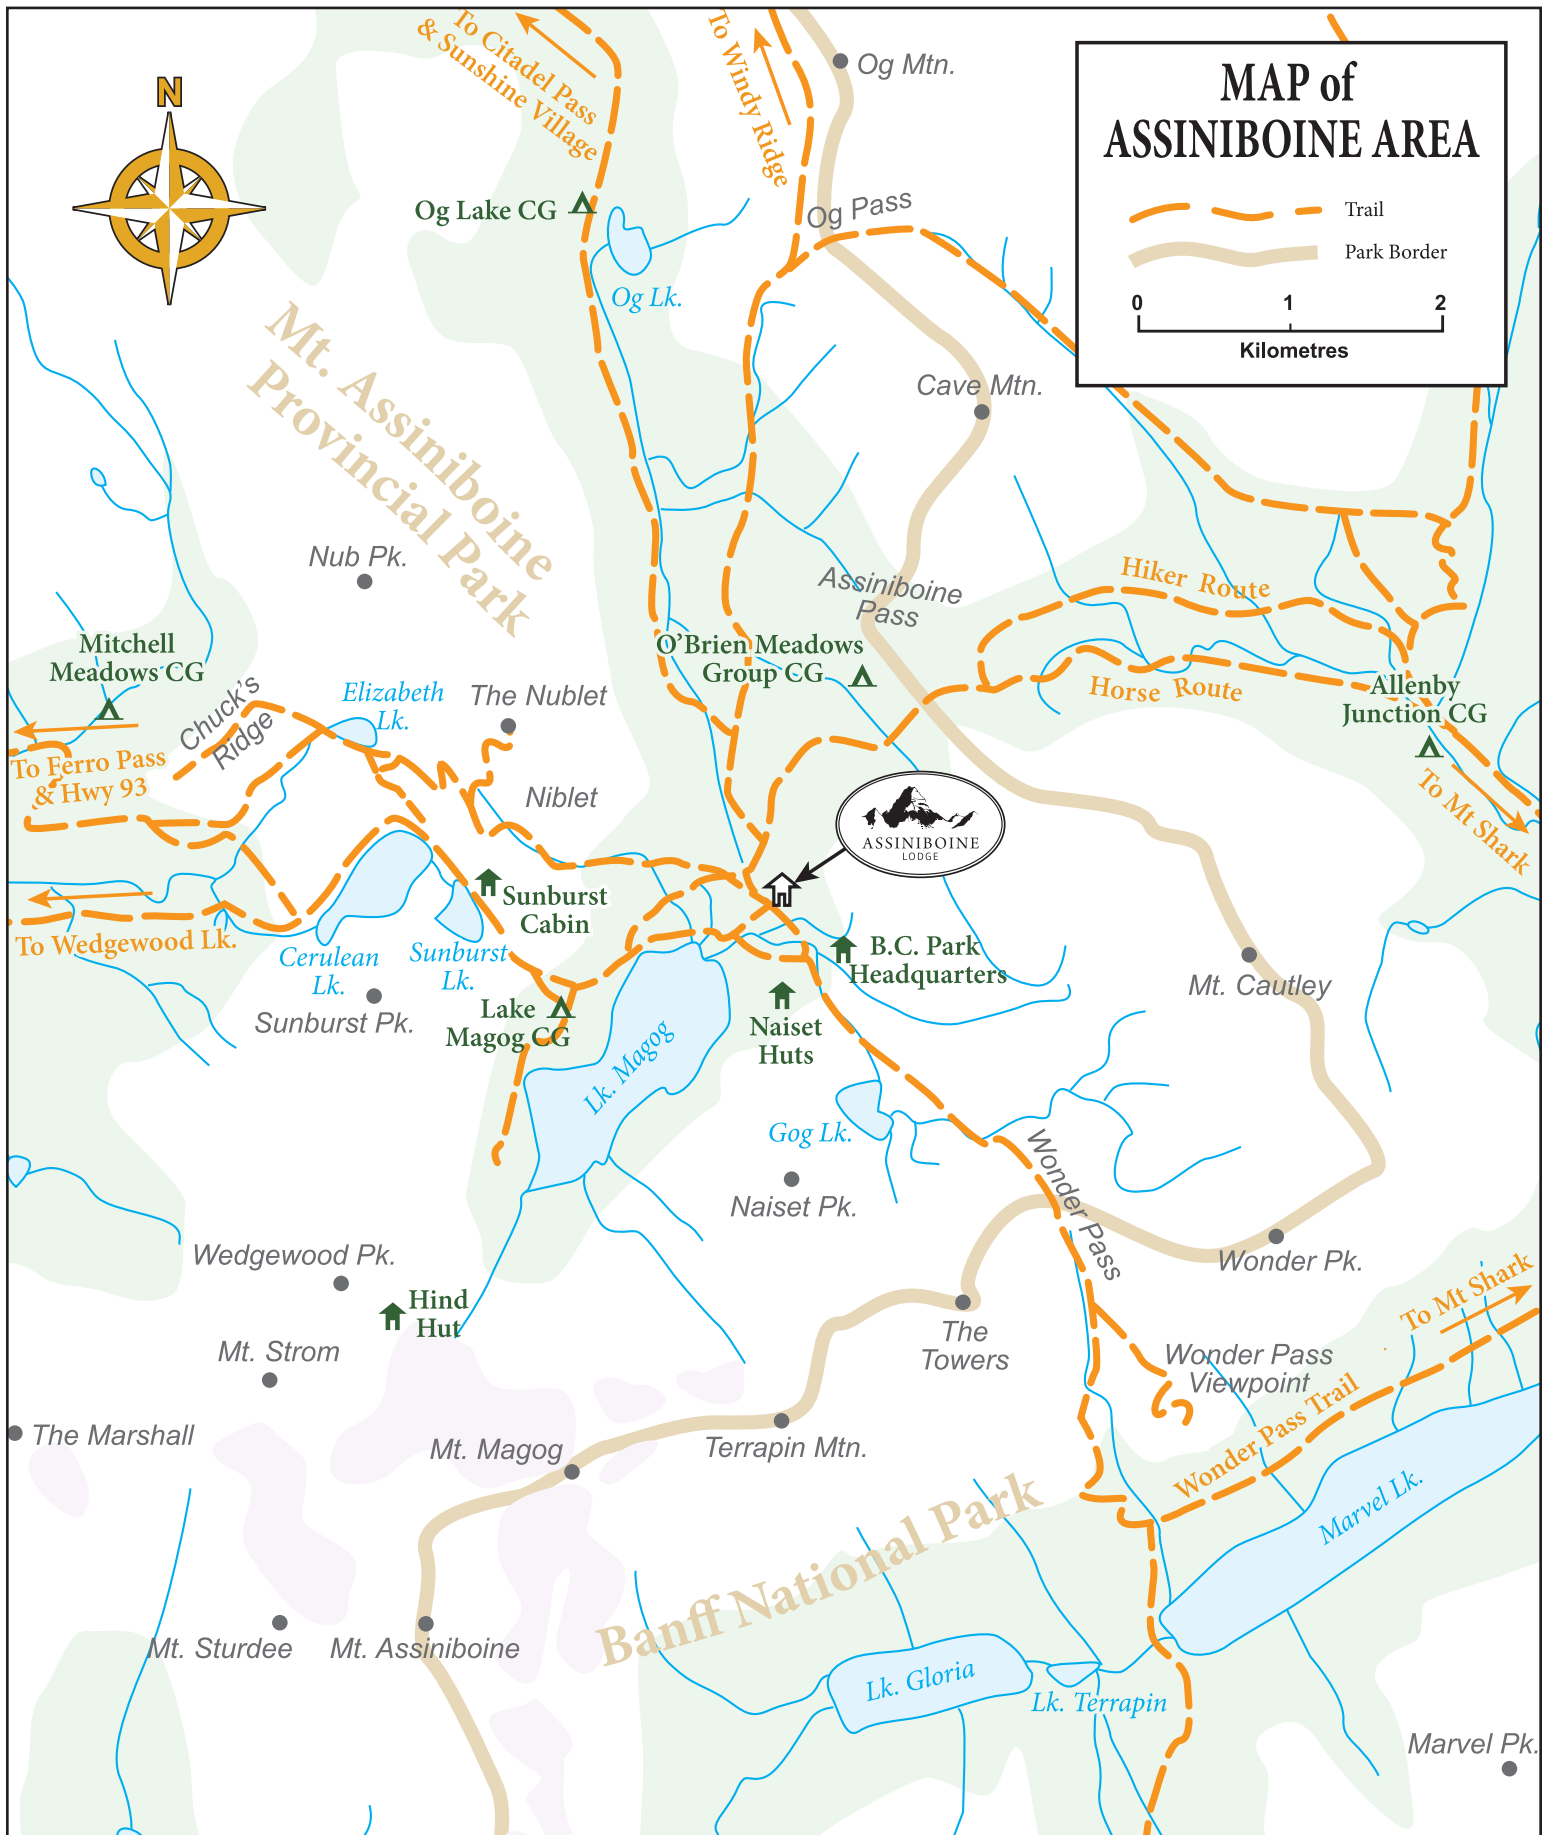 To Citadel Pass
& Sunshine Village
To Windy Ridge
Og Mtn.
MAP of
ASSINIBOINE AREA
Trail
Park Border
0 1 2
Kilometres
N
Og Lake CG
Og Pass
Og Lk.
Mt. Assiniboine
Provincial Park
Cave Mtn.
Nub Pk.
Assiniboine
Pass
Hiker Route
Mitchell
Meadows CG
O'Brien Meadows
Group CG
Horse Route
Allenby
Junction CG
Chuck's
Ridge
Elizabeth
Lk.
The Nublet
To Ferro Pass
& Hwy 93
Niblet
To Mt Shark
ASSINIBOINE
LODGE
Sunburst
Cabin
To Wedgewood Lk.
Cerulean
Lk.
Sunburst
Lk.
B.C. Park
Headquarters
Mt. Cautley
Sunburst Pk.
Lake
Magog CG
Naiset
Huts
Lk. Magog
Gog Lk.
Wonder Pass
Naiset Pk.
Wedgewood Pk.
Wonder Pk.
Hind
Hut
To Mt Shark
Mt. Strom
The
Towers
Wonder Pass
Viewpoint
The Marshall
Mt. Magog
Terrapin Mtn.
Wonder Pass Trail
Marvel Lk.
Banff National Park
Mt. Sturdee
Mt. Assiniboine
Lk. Gloria
Lk. Terrapin
Marvel Pk.